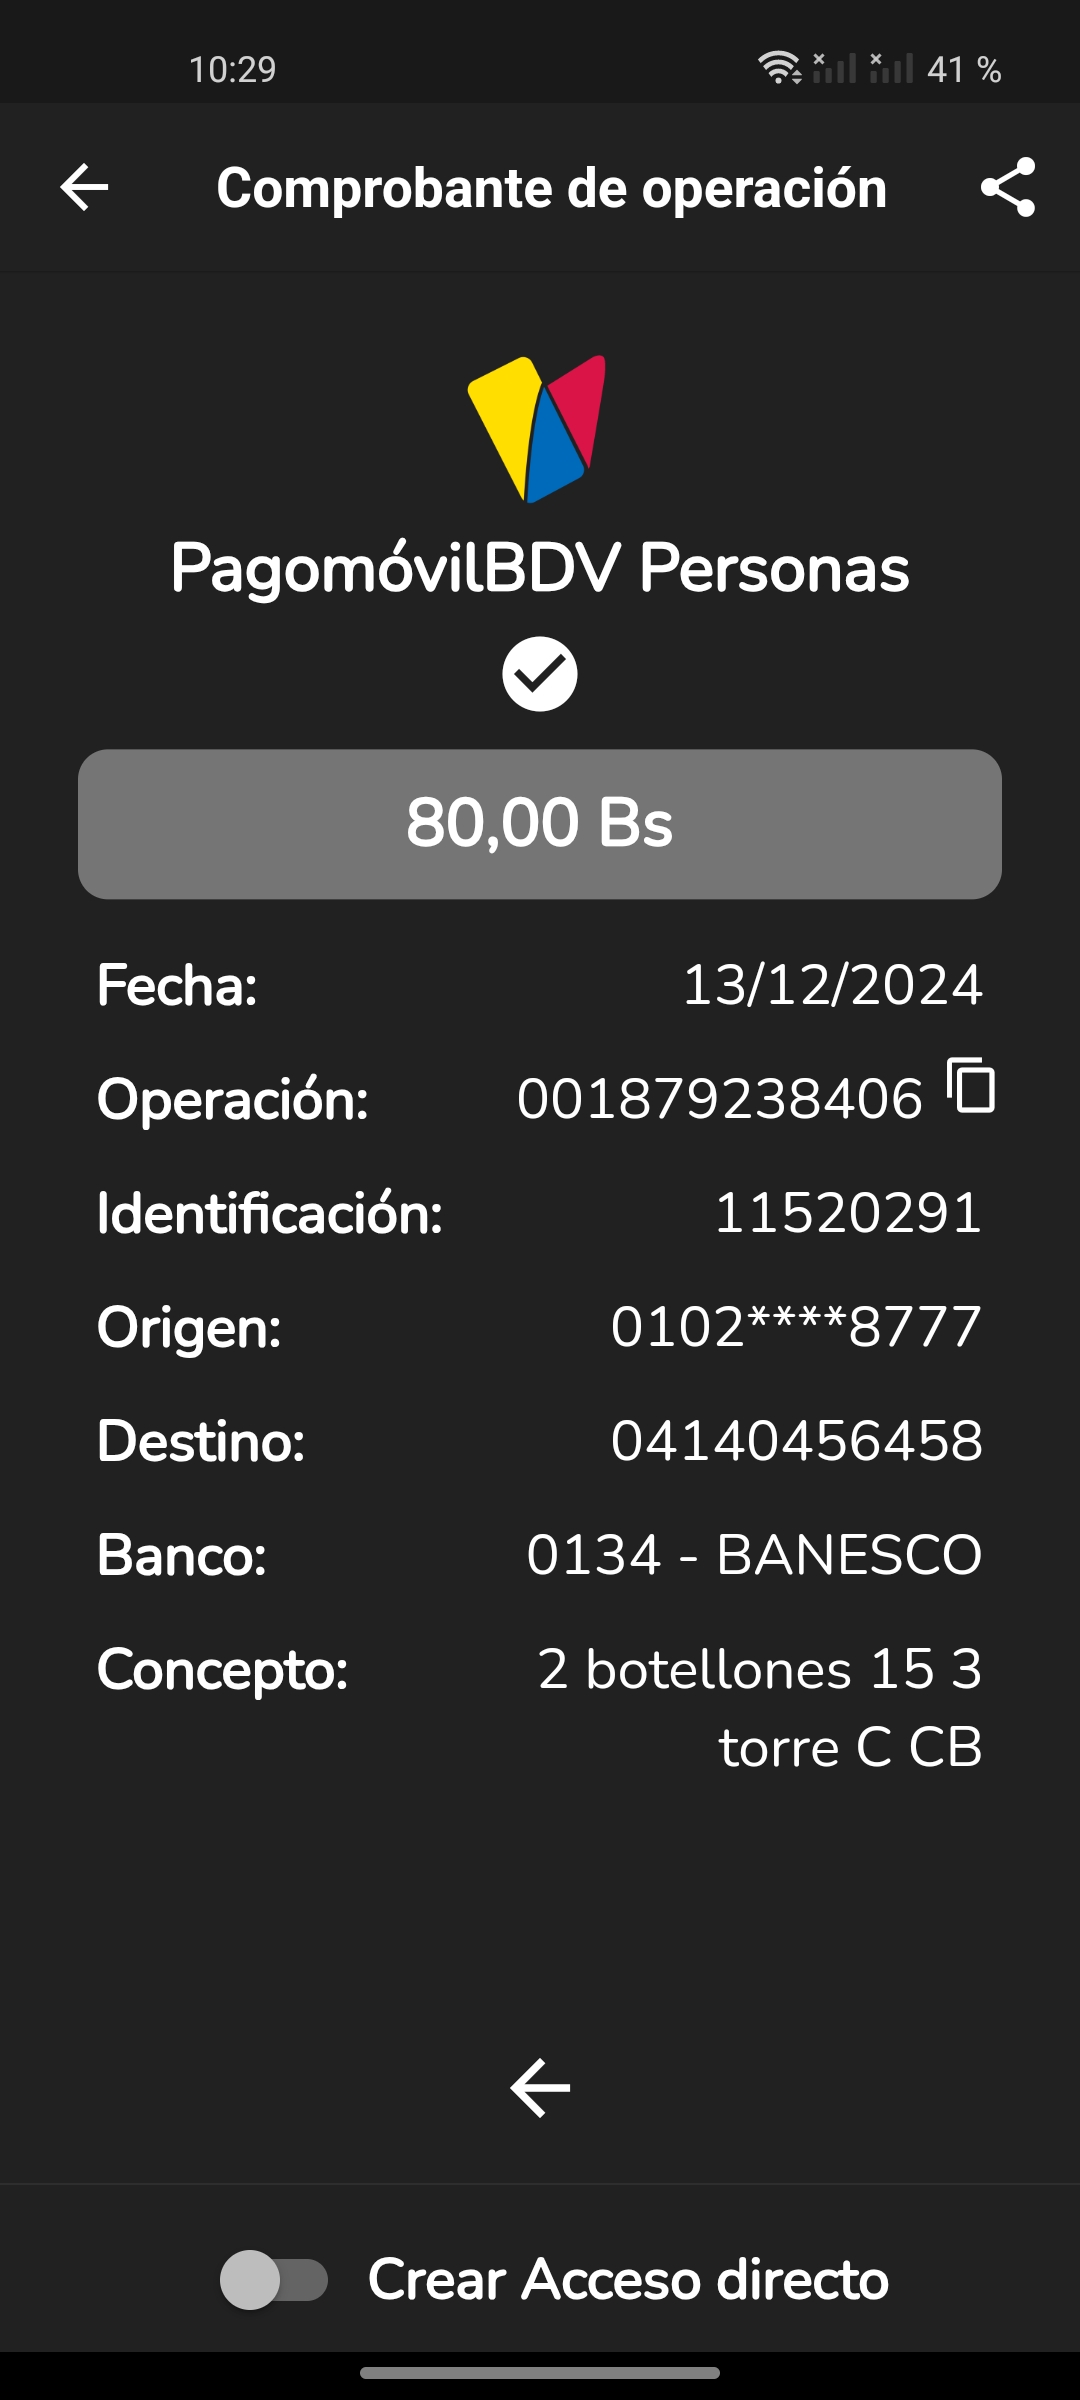 10:29
41 %
Comprobante de operación
PagomóvilBDV Personas
80,00 Bs
Fecha: 13/12/2024
Operación: 001879238406
Identificación: 11520291
Origen: 0102****8777
Destino: 04140456458
Banco: 0134 - BANESCO
Concepto: 2 botellones 15 3
torre C CB
Crear Acceso directo